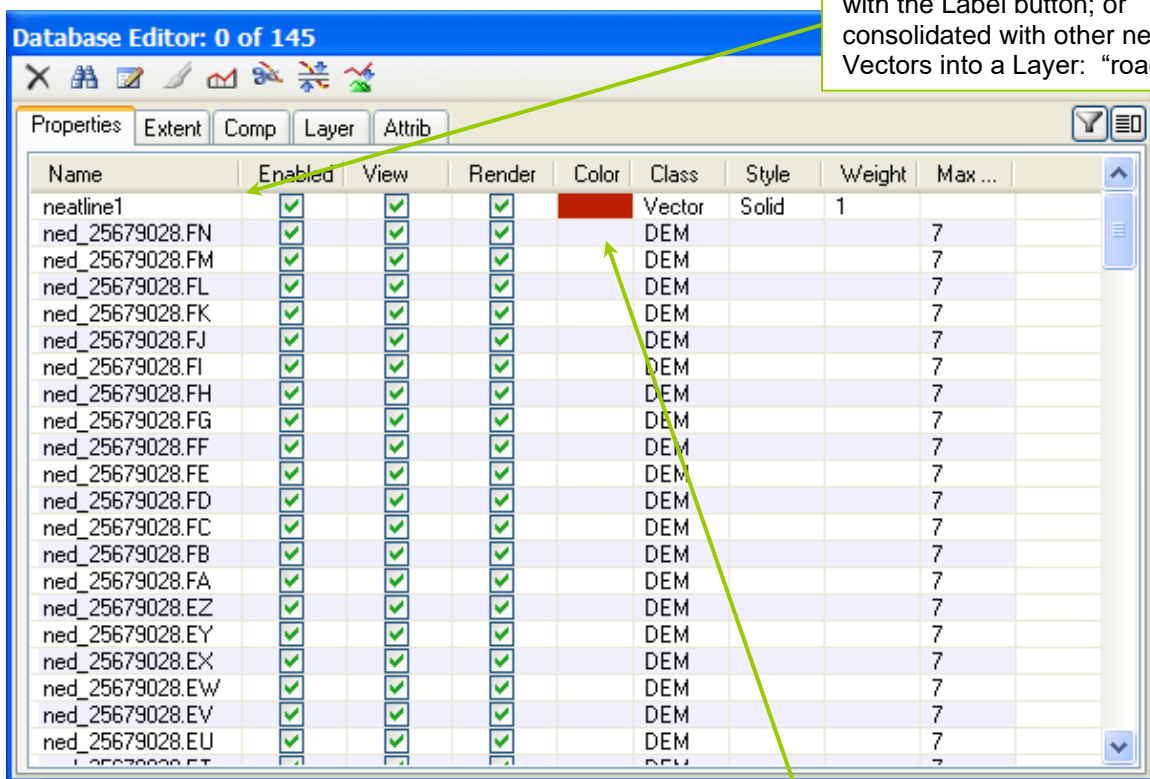 with the Label button; or
consolidated with other
Vectors into a Layer: “
Database Editor: 0 of 145
Properties Extent Comp Layer Attrib
Name Enabled View Render Color Class Style Weight Max ...
neatline1 Vector Solid 1
ned_25679028.FN DEM 7
ned_25679028.FM DEM 7
ned_25679028.FL DEM 7
ned_25679028.FK DEM 7
ned_25679028.FJ DEM 7
ned_25679028.FI DEM 7
ned_25679028.FH DEM 7
ned_25679028.FG DEM 7
ned_25679028.FF DEM 7
ned_25679028.FE DEM 7
ned_25679028.FD DEM 7
ned_25679028.FC DEM 7
ned_25679028.FB DEM 7
ned_25679028.FA DEM 7
ned_25679028.EZ DEM 7
ned_25679028.EY DEM 7
ned_25679028.EX DEM 7
ned_25679028.EW DEM 7
ned_25679028.EV DEM 7
ned_25679028.EU DEM 7